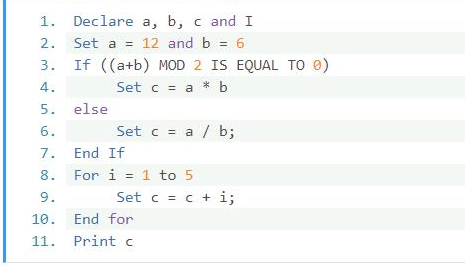 1. Declare a, b, c and I
2. Set a = 12 and b = 6
3. If ((a+b) MOD 2 IS EQUAL TO 0)
4. Set c = a * b
5. else
6. Set c = a / b;
7. End If
8. For i = 1 to 5
9. Set c = c + i;
10. End for
11. Print c